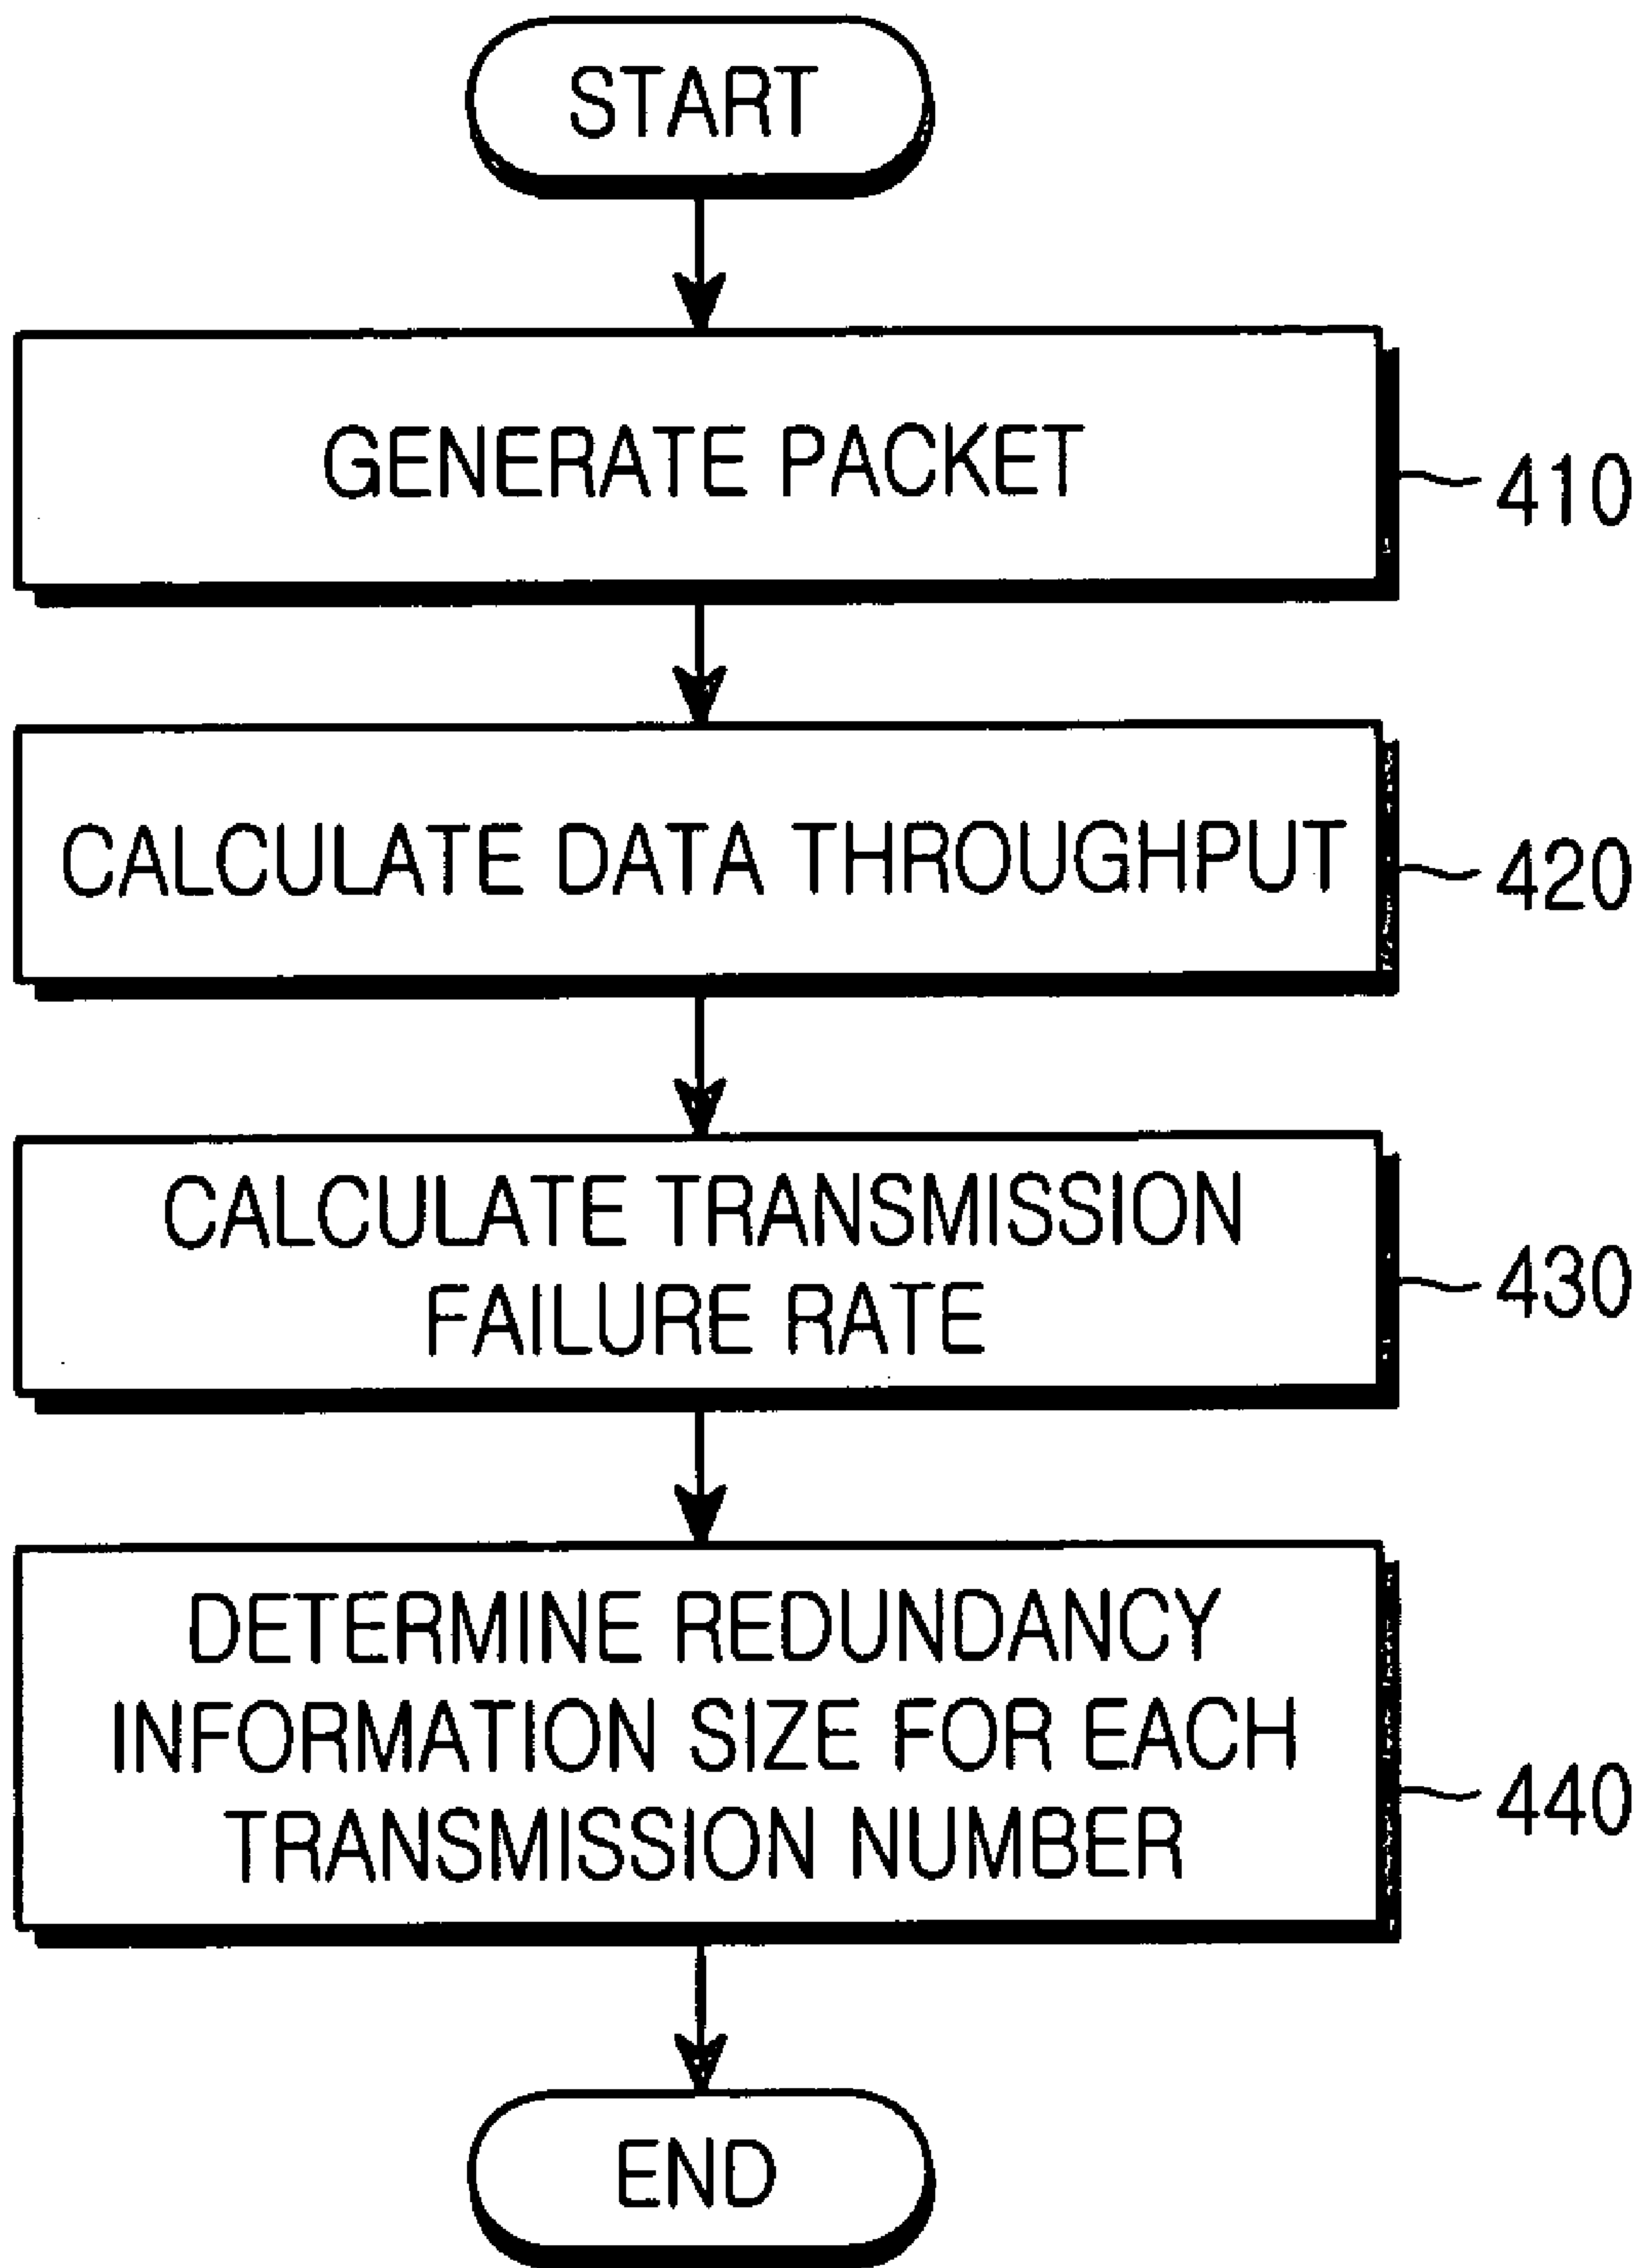 START
GENERATE PACKET
410
CALCULATE DATA THROUGHPUT
420
CALCULATE TRANSMISSION
FAILURE RATE
430
DETERMINE REDUNDANCY
INFORMATION SIZE FOR EACH
TRANSMISSION NUMBER
440
END